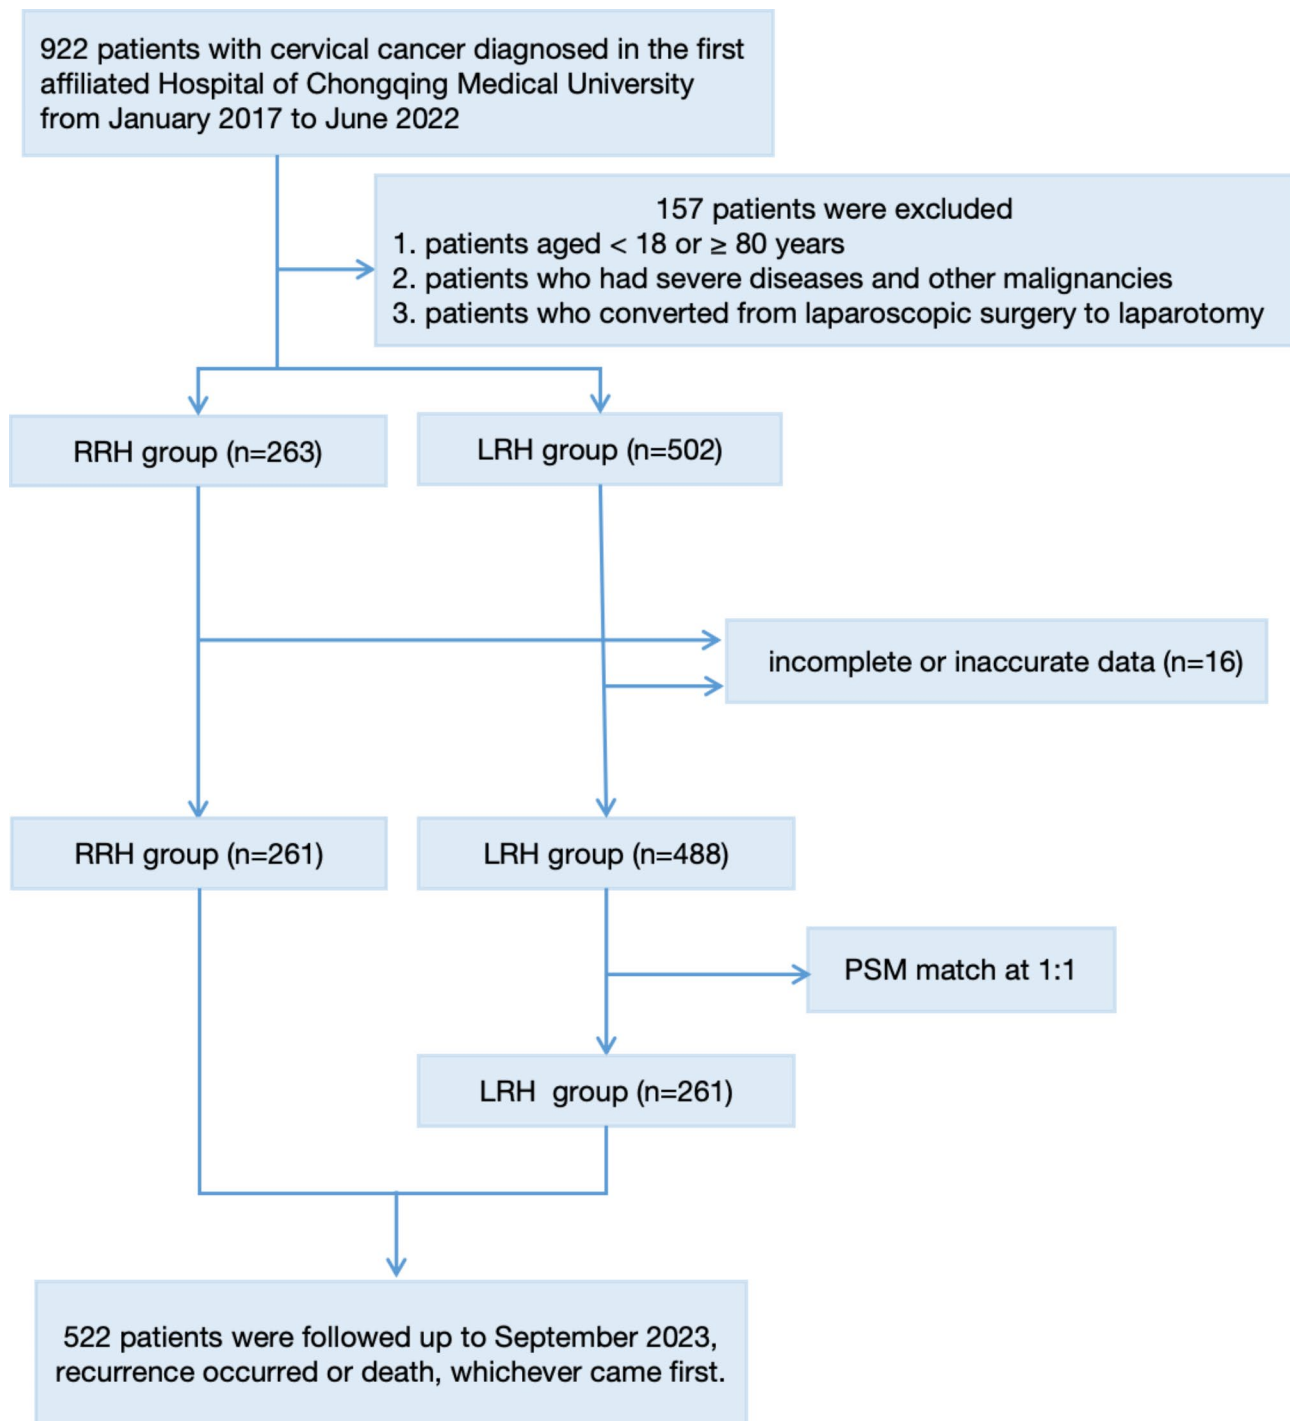 922 patients with cervical cancer diagnosed in the first
affiliated Hospital of Chongqing Medical University
from January 2017 to June 2022
157 patients were excluded
1. patients aged < 18 or ≥ 80 years
2. patients who had severe diseases and other malignancies
3. patients who converted from laparoscopic surgery to laparotomy
RRH group (n=263)
LRH group (n=502)
incomplete or inaccurate data (n=16)
RRH group (n=261)
LRH group (n=488)
PSM match at 1:1
LRH  group (n=261)
522 patients were followed up to September 2023,
recurrence occurred or death, whichever came first.